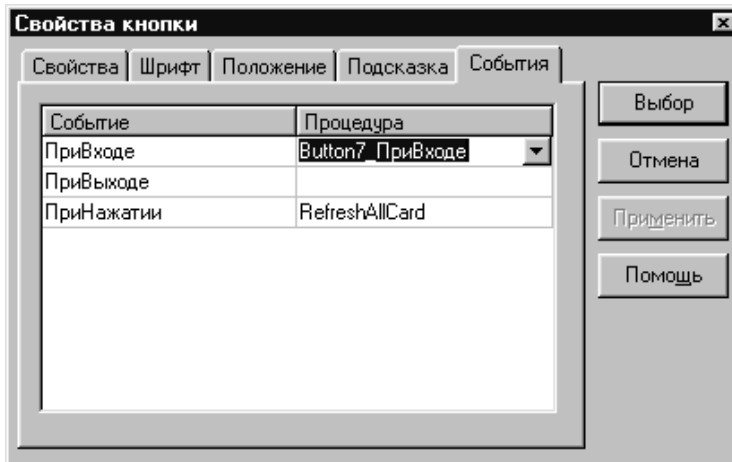 Свойства кнопки
Свойства Шрифт Положение Подсказка События
Событие Процедура
ПриВходе Button7_ПриВходе
ПриВыходе
ПриНажатии RefreshAllCard
Выбор
Отмена
Применить
Помощь